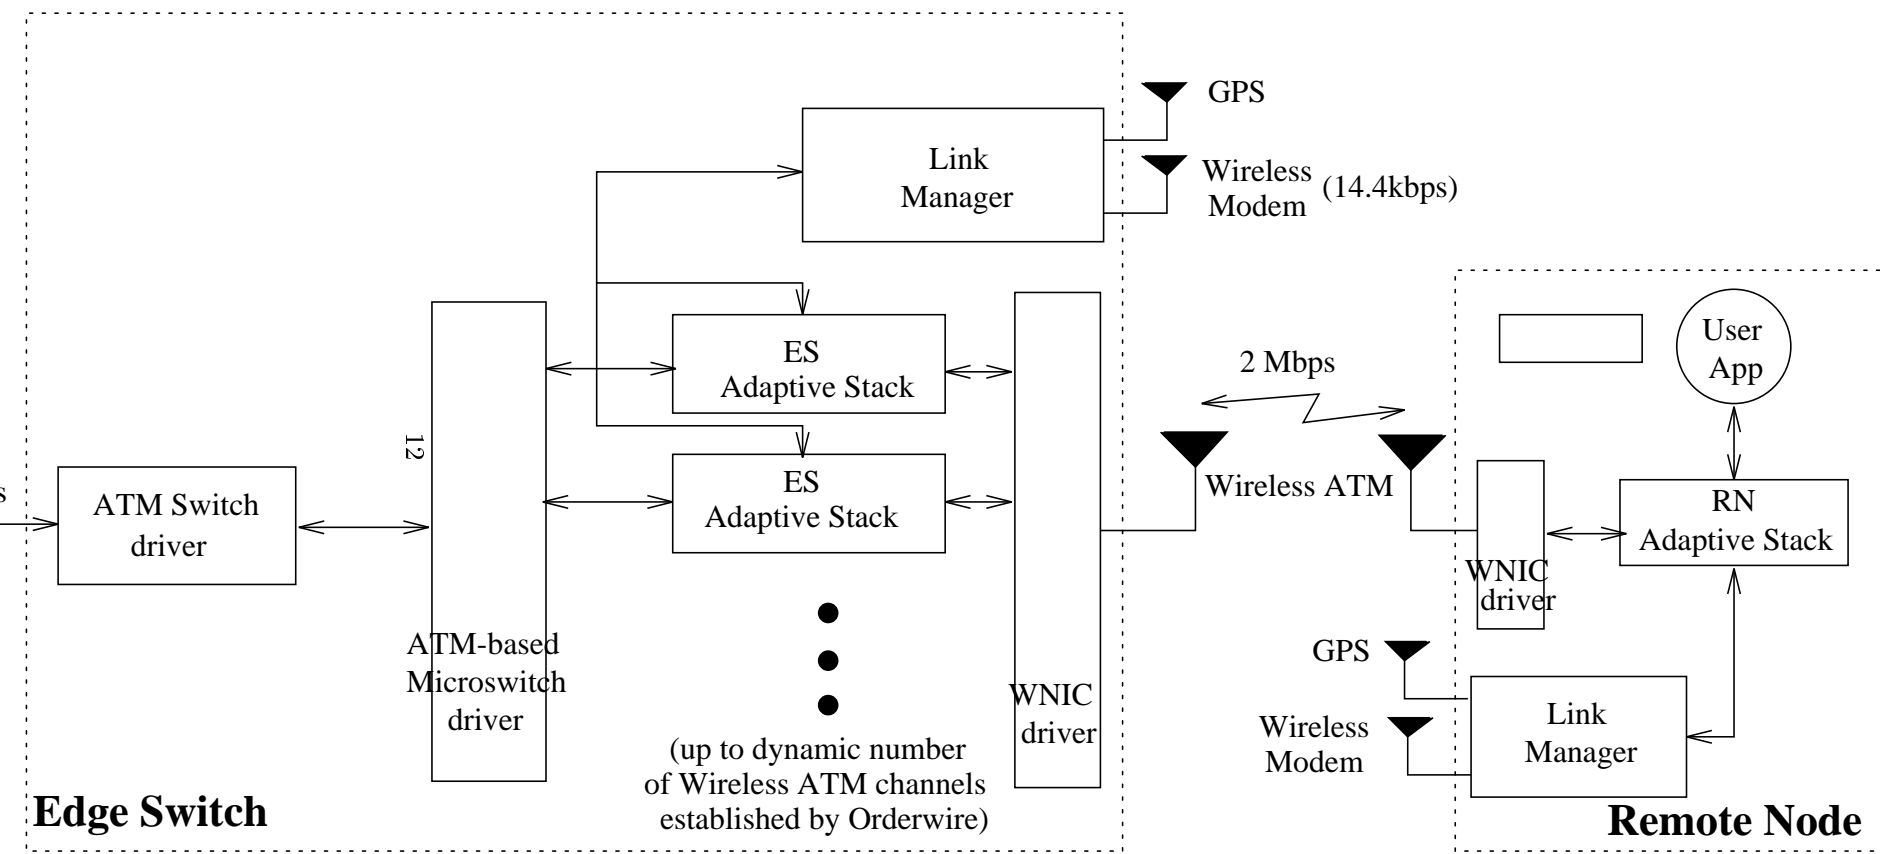 GPS
Link
Manager
Wireless
Modem
(14.4kbps)
ES
Adaptive Stack
ES
Adaptive Stack
2 Mbps
User
App
12
s
ATM Switch
driver
Wireless ATM
RN
Adaptive Stack
WNIC
driver
ATM-based
Microswitch
driver
WNIC
driver
(up to dynamic number
of Wireless ATM channels
established by Orderwire)
GPS
Wireless
Modem
Link
Manager
Edge Switch
Remote Node